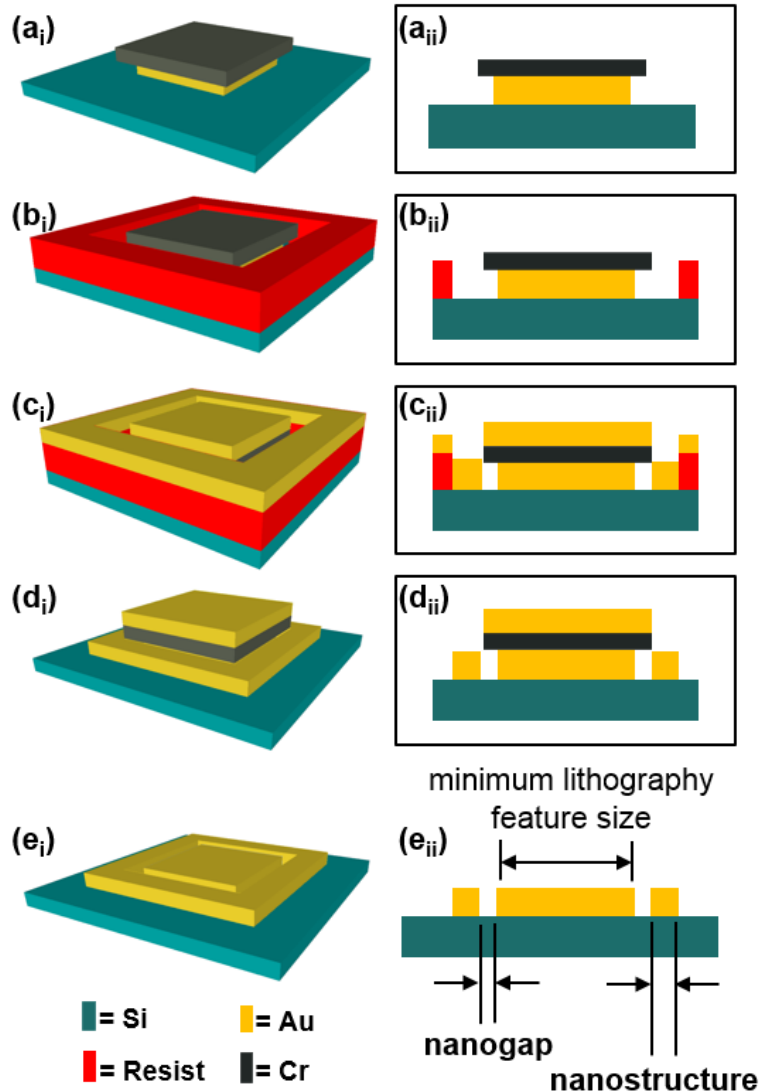 (ai)
(aii)
(bi)
(bii)
(ci)
(cii)
(di)
(dii)
minimum lithography
feature size
(ei)
(eii)
= Si
= Au
= Resist
= Cr
nanogap
nanostructure